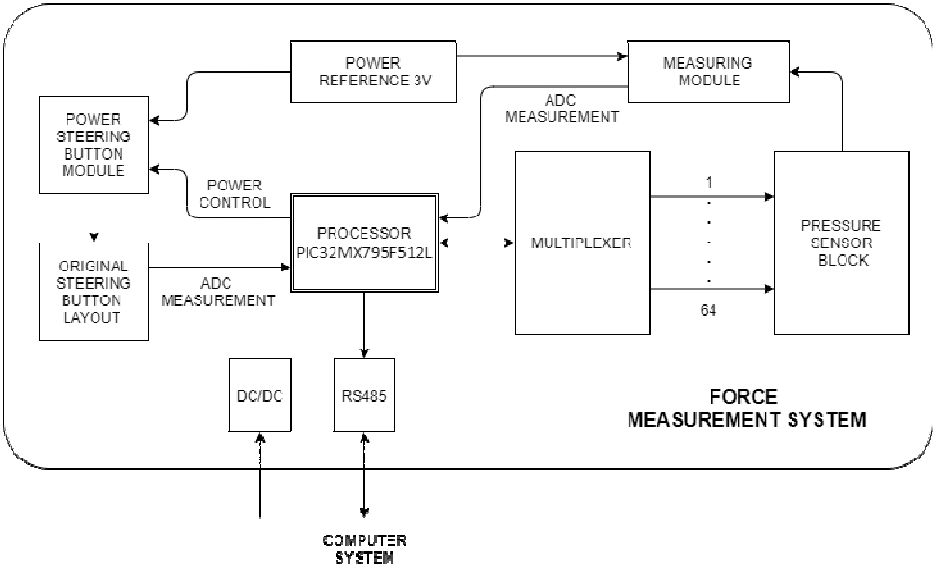 POWER
REFERENCE 3V
MEASURING
MODULE
ADC
MEASUREMENT
POWER
STEERING
BUTTON
MODULE
POWER
CONTROL
PROCESSOR
PIC32MX795F512L
MULTIPLEXER
1
64
PRESSURE
SENSOR
BLOCK
ORIGINAL
STEERING
BUTTON
LAYOUT
ADC
MEASUREMENT
DC/DC
RS485
FORCE
MEASUREMENT SYSTEM
COMPUTER
SYSTEM